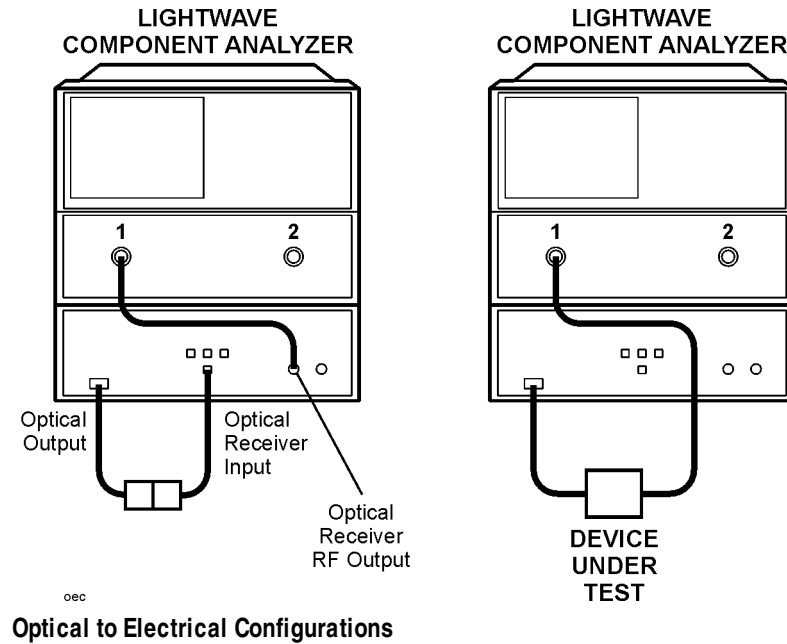 LIGHTWAVE
COMPONENT ANALYZER
1
2
Optical
Output
Optical
Receiver
Input
Optical
Receiver
RF Output
oec
LIGHTWAVE
COMPONENT ANALYZER
1
2
DEVICE
UNDER
TEST
Optical to Electrical Configurations